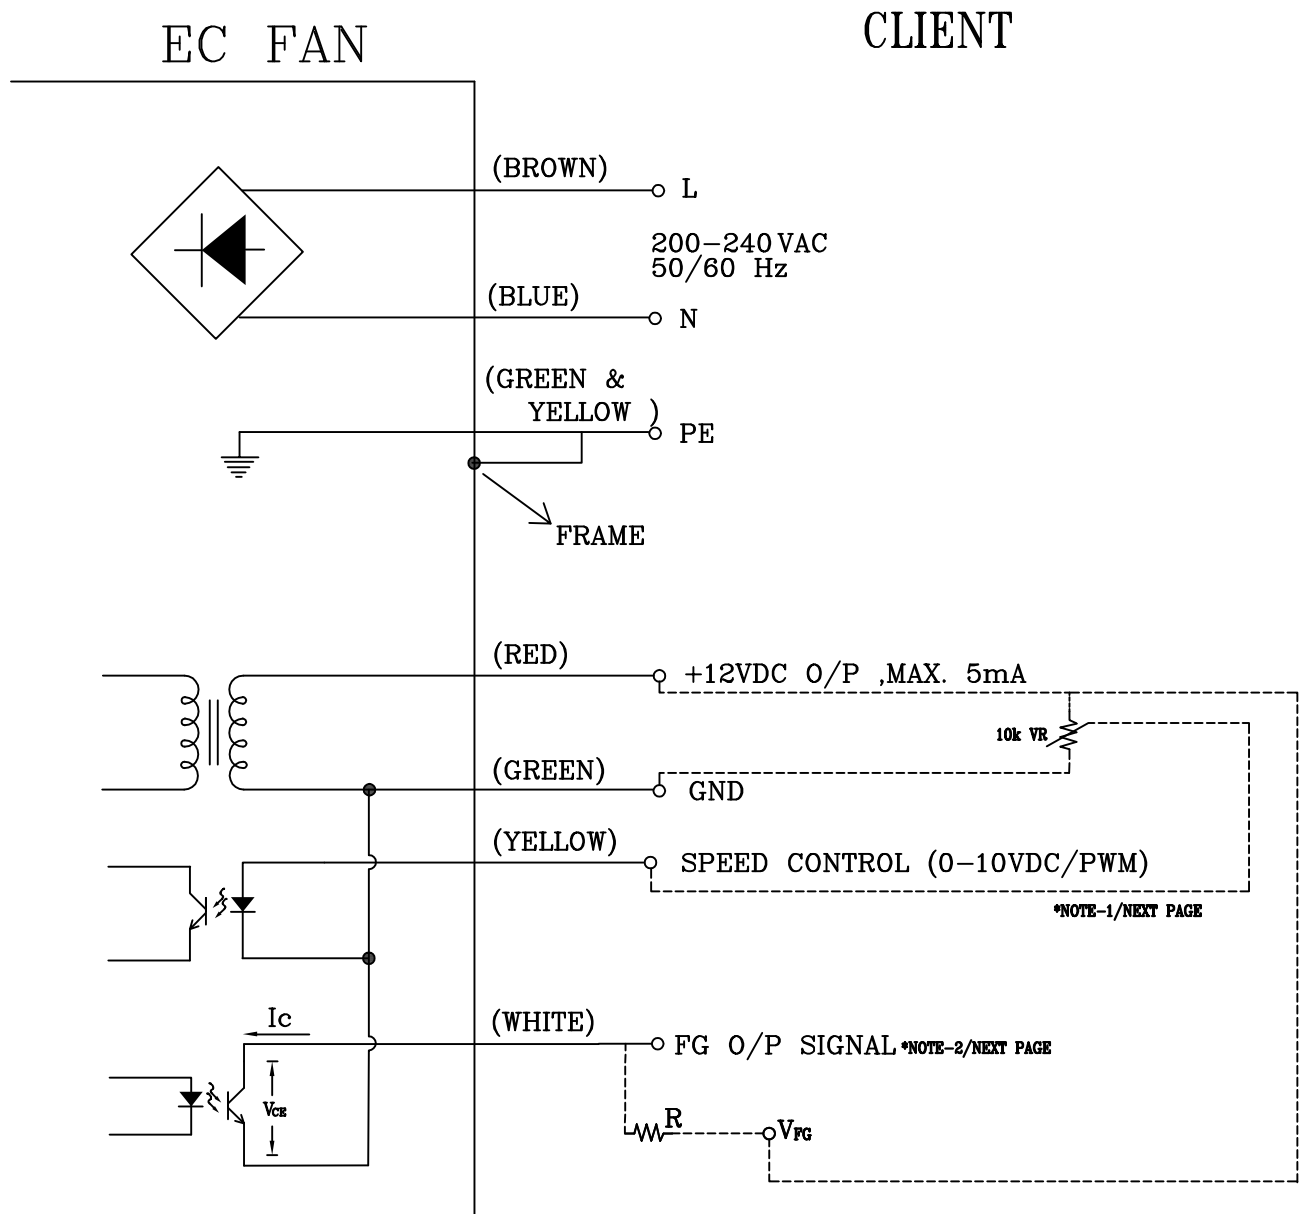 EC FAN
CLIENT
(BROWN)
L
200-240 VAC
50/60 Hz
(BLUE)
N
(GREEN &
YELLOW )
PE
FRAME
(RED)
+12VDC O/P ,MAX. 5mA
10k VR
(GREEN)
GND
(YELLOW)
SPEED CONTROL (0-10VDC/PWM)
*NOTE-1/NEXT PAGE
Ic
(WHITE)
FG O/P SIGNAL *NOTE-2/NEXT PAGE
VCE
R
VFG